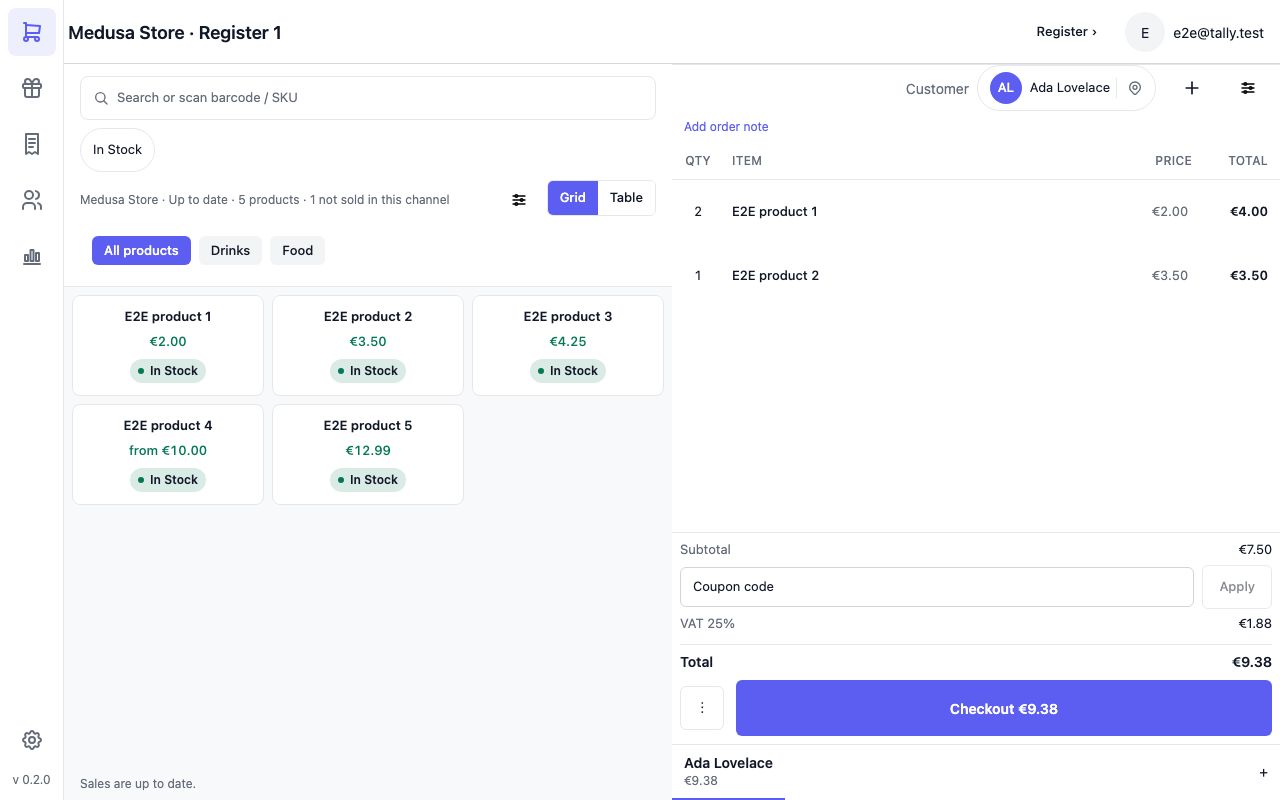 Medusa Store · Register 1
Register ›
E
e2e@tally.test
Search or scan barcode / SKU
In Stock
Medusa Store · Up to date · 5 products · 1 not sold in this channel
Grid
Table
All products
Drinks
Food
E2E product 1
€2.00
In Stock
E2E product 2
€3.50
In Stock
E2E product 3
€4.25
In Stock
E2E product 4
from €10.00
In Stock
E2E product 5
€12.99
In Stock
Sales are up to date.
v 0.2.0
Customer
AL
Ada Lovelace
Add order note
QTY ITEM PRICE TOTAL
2 E2E product 1 €2.00 €4.00
1 E2E product 2 €3.50 €3.50
Subtotal €7.50
Coupon code
Apply
VAT 25% €1.88
Total €9.38
Checkout €9.38
Ada Lovelace
€9.38
+